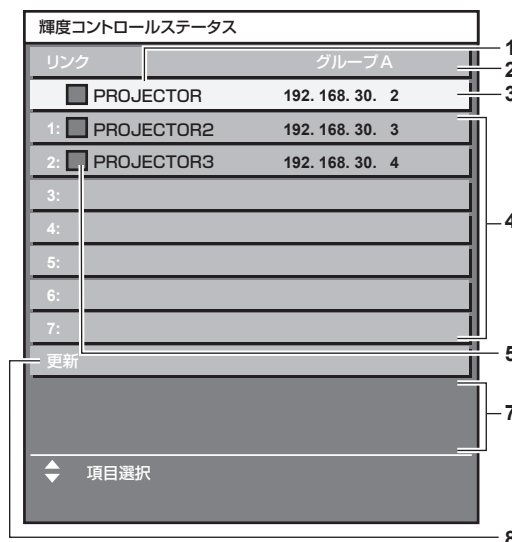 輝度コントロールステータス
リンク グループA
PROJECTOR 192. 168. 30. 2
1: PROJECTOR2 192. 168. 30. 3
2: PROJECTOR3 192. 168. 30. 4
3:
4:
5:
6:
7:
更新
項目選択
1
2
3
4
5
7
8